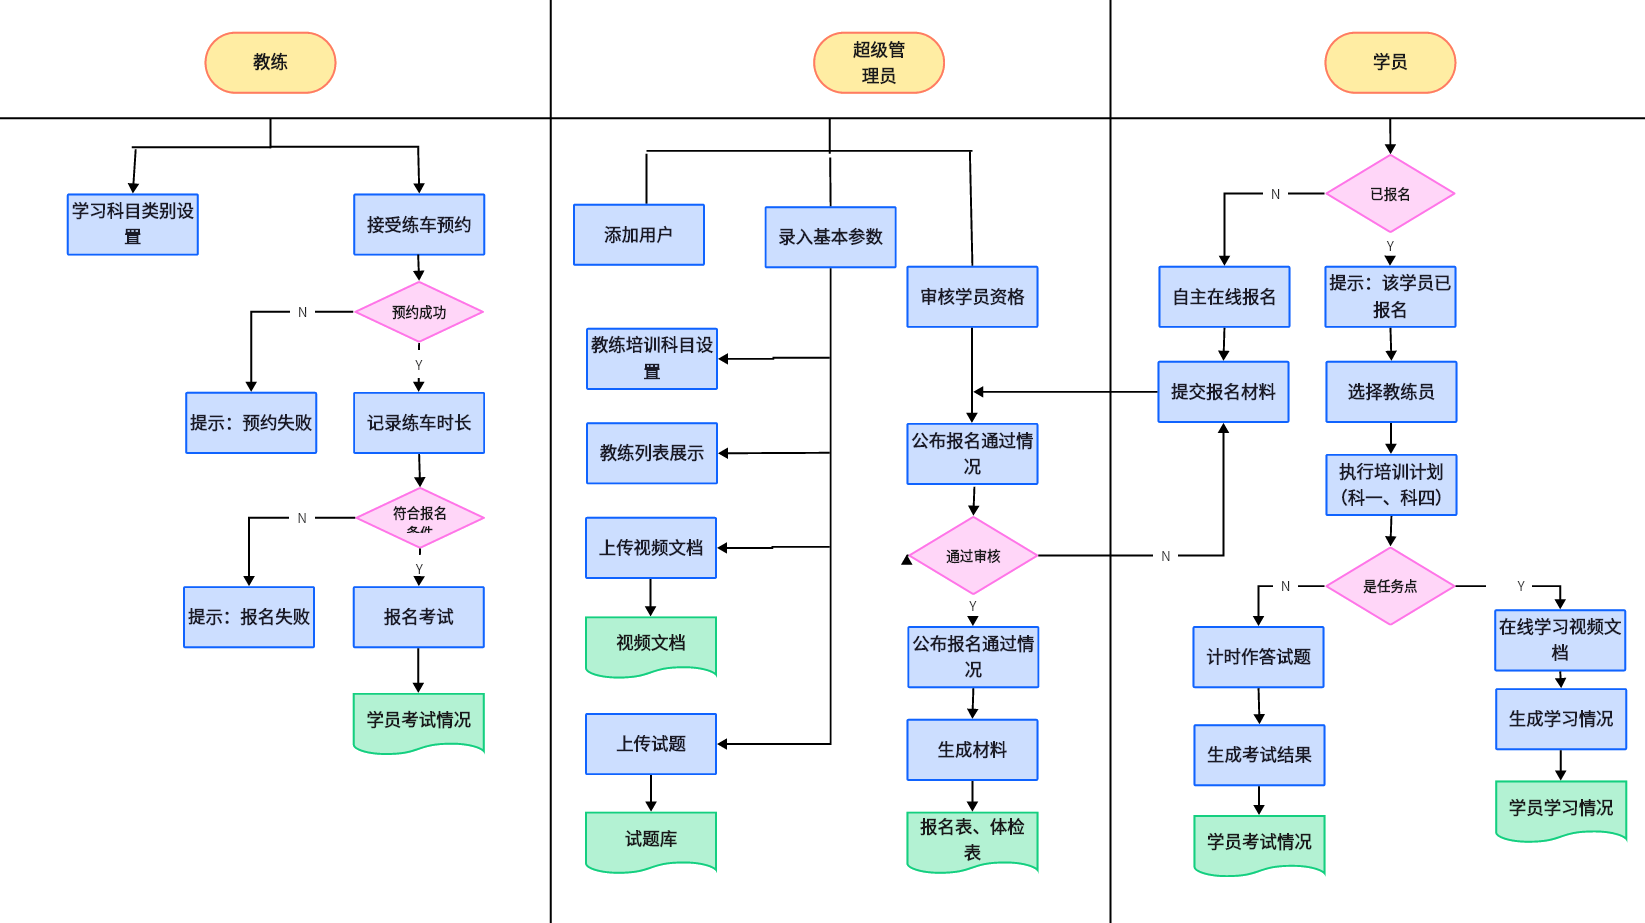 教练
超级管
理员
学员
学习科目类别设
置
接受练车预约
预约成功
N
Y
提示：预约失败
记录练车时长
符合报名
条件
N
Y
提示：报名失败
报名考试
学员考试情况
添加用户
录入基本参数
审核学员资格
教练培训科目设
置
教练列表展示
上传视频文档
视频文档
上传试题
试题库
公布报名通过情
况
通过审核
N
Y
公布报名通过情
况
生成材料
报名表、体检
表
已报名
N
Y
自主在线报名
提示：该学员已
报名
提交报名材料
选择教练员
执行培训计划
（科一、科四）
是任务点
N
Y
计时作答试题
在线学习视频文
档
生成考试结果
生成学习情况
学员考试情况
学员学习情况